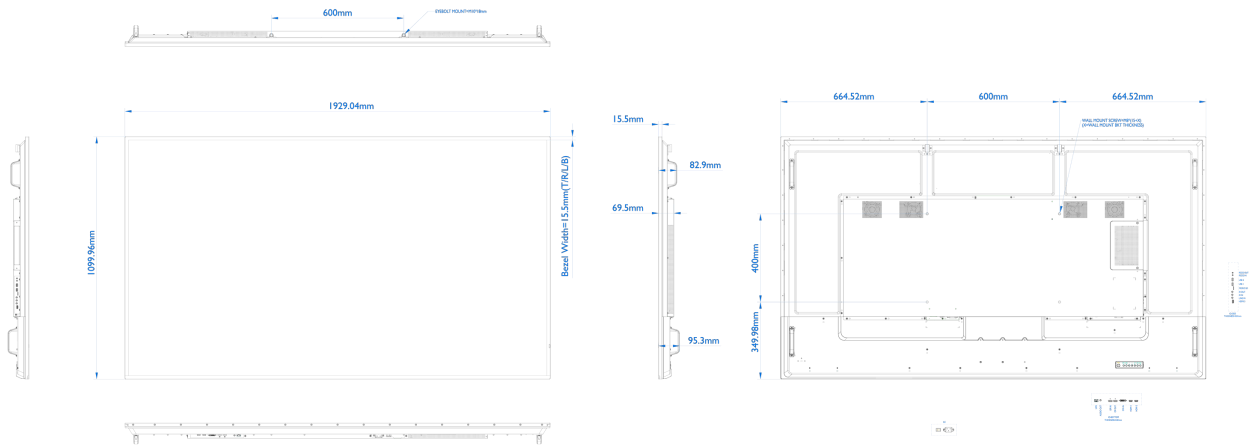 600mm
EYEBOLT MOUNT=M10*18mm
1929.04mm
1099.96mm
Bezel Width=15.5mm(T/R/L/B)
15.5mm
82.9mm
69.5mm
95.3mm
664.52mm
600mm
664.52mm
WALL MOUNT SCREW=M8*(15+X)
(X=WALL MOUNT BKT THICKNESS)
400mm
349.98mm